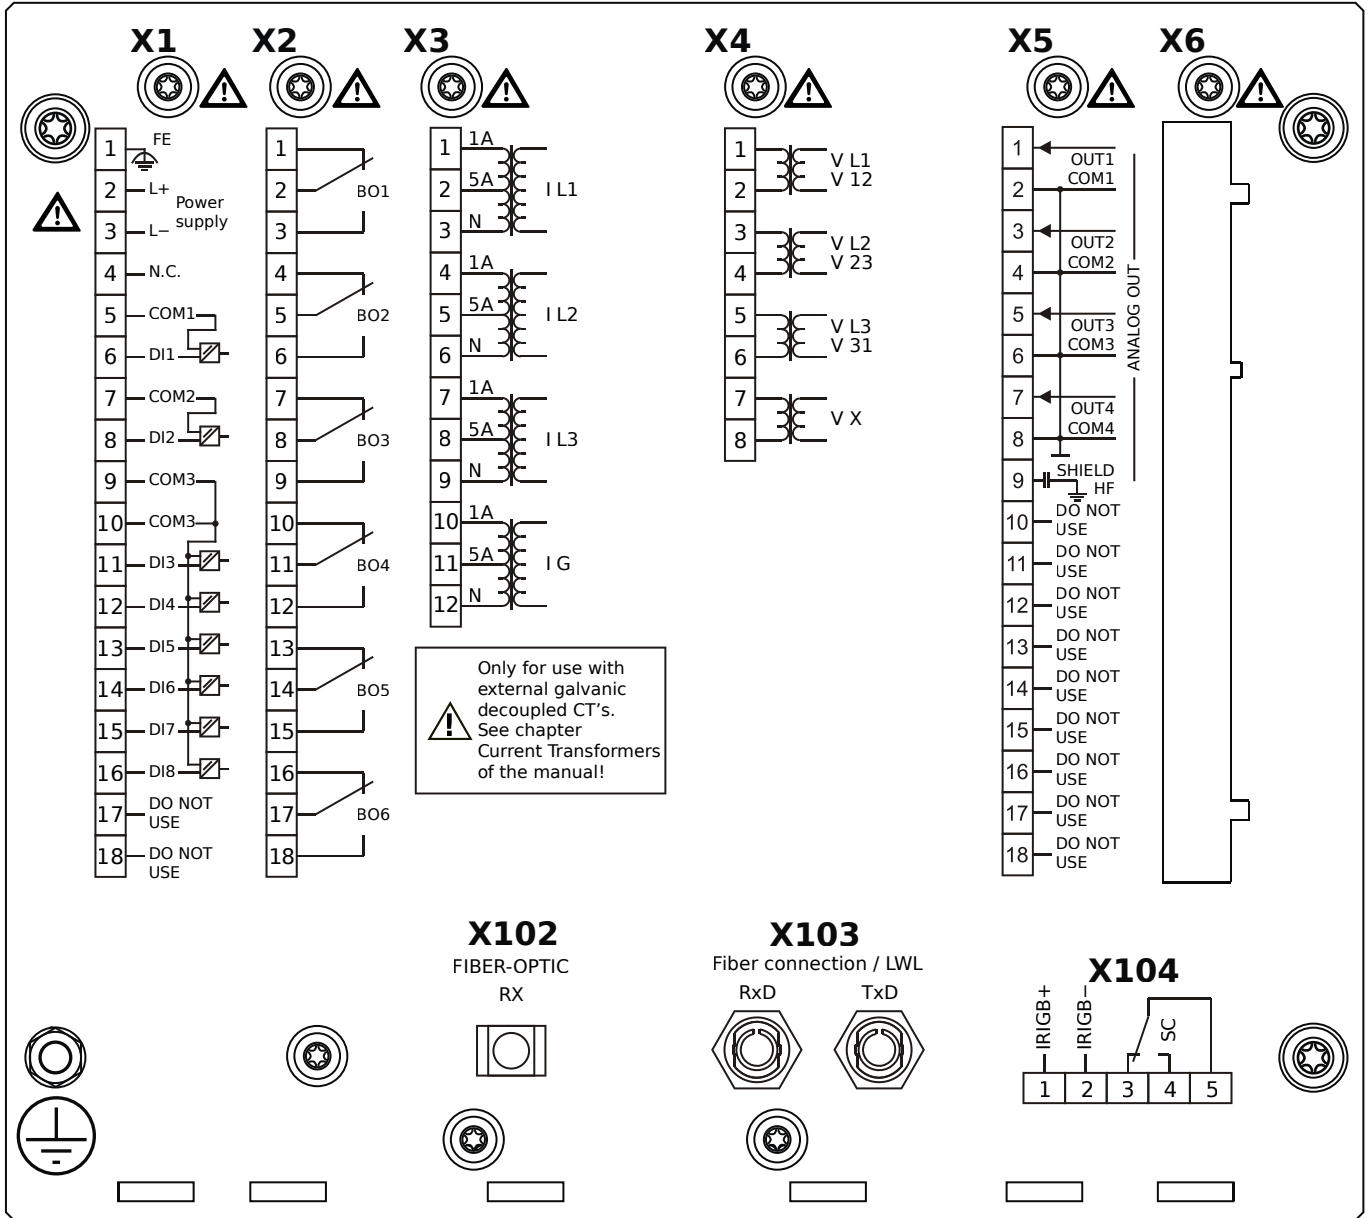 X1 X2 X3 X4 X5 X6
1 FE
2 L+
Power
supply
3 L−
4 N.C.
5 COM1
6 DI1
7 COM2
8 DI2
9 COM3
10 COM3
11 DI3
12 DI4
13 DI5
14 DI6
15 DI7
16 DI8
17 DO NOT
USE
18 DO NOT
USE
1
2 BO1
3
4
5 BO2
6
7
8 BO3
9
10
11 BO4
12
13
14 BO5
15
16
17 BO6
18
1 1A
2 5A I L1
3 N
4 1A
5 5A I L2
6 N
7 1A
8 5A I L3
9 N
10 1A
11 5A I G
12 N
Only for use with
external galvanic
decoupled CT's.
See chapter
Current Transformers
of the manual!
1 V L1
2 V 12
3 V L2
4 V 23
5 V L3
6 V 31
7 V X
8
1 OUT1
2 COM1
3 OUT2
4 COM2
5 OUT3
6 COM3
7 OUT4
8 COM4
ANALOG OUT
9 SHIELD
HF
10 DO NOT
USE
11 DO NOT
USE
12 DO NOT
USE
13 DO NOT
USE
14 DO NOT
USE
15 DO NOT
USE
16 DO NOT
USE
17 DO NOT
USE
18 DO NOT
USE
X102
FIBER-OPTIC
RX
X103
Fiber connection / LWL
RxD TxD
X104
IRIGB+ IRIGB− SC
1 2 3 4 5